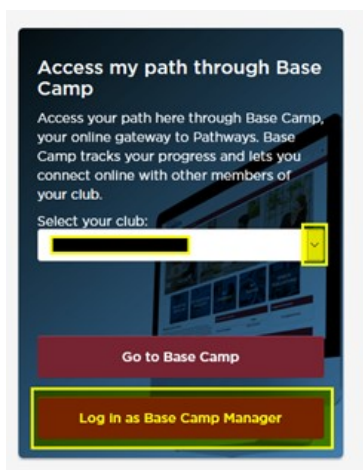 Access my path through Base
Camp
Access your path here through Base Camp,
your online gateway to Pathways. Base
Camp tracks your progress and lets you
connect online with other members of
your club.
Select your club:
Go to Base Camp
Log in as Base Camp Manager